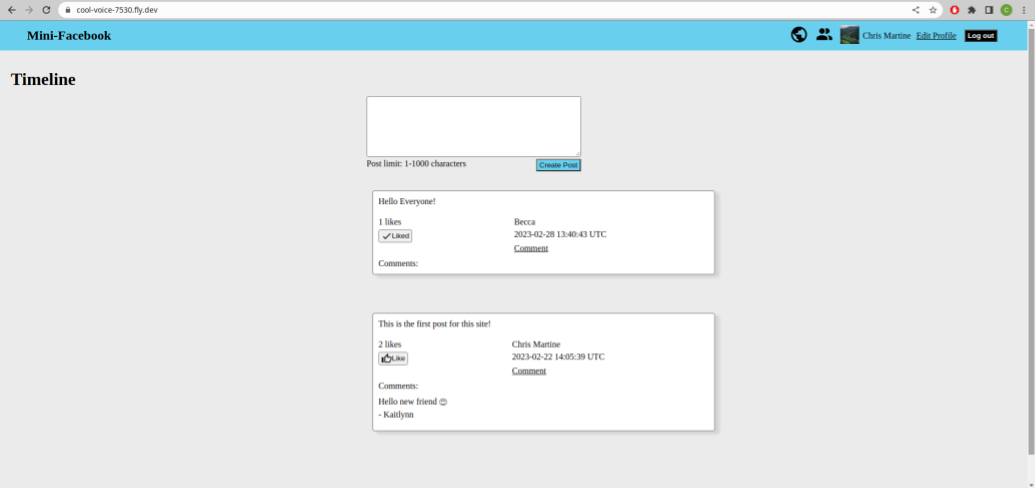 cool-voice-7530.fly.dev
C
Mini-Facebook
Chris Martine Edit Profile Log out
Timeline
Post limit: 1-1000 characters
Create Post
Hello Everyone!
1 likes
Becca
Liked
2023-02-28 13:40:43 UTC
Comment
Comments:
This is the first post for this site!
2 likes
Chris Martine
Like
2023-02-22 14:05:39 UTC
Comment
Comments:
Hello new friend 😊
- Kaitlynn